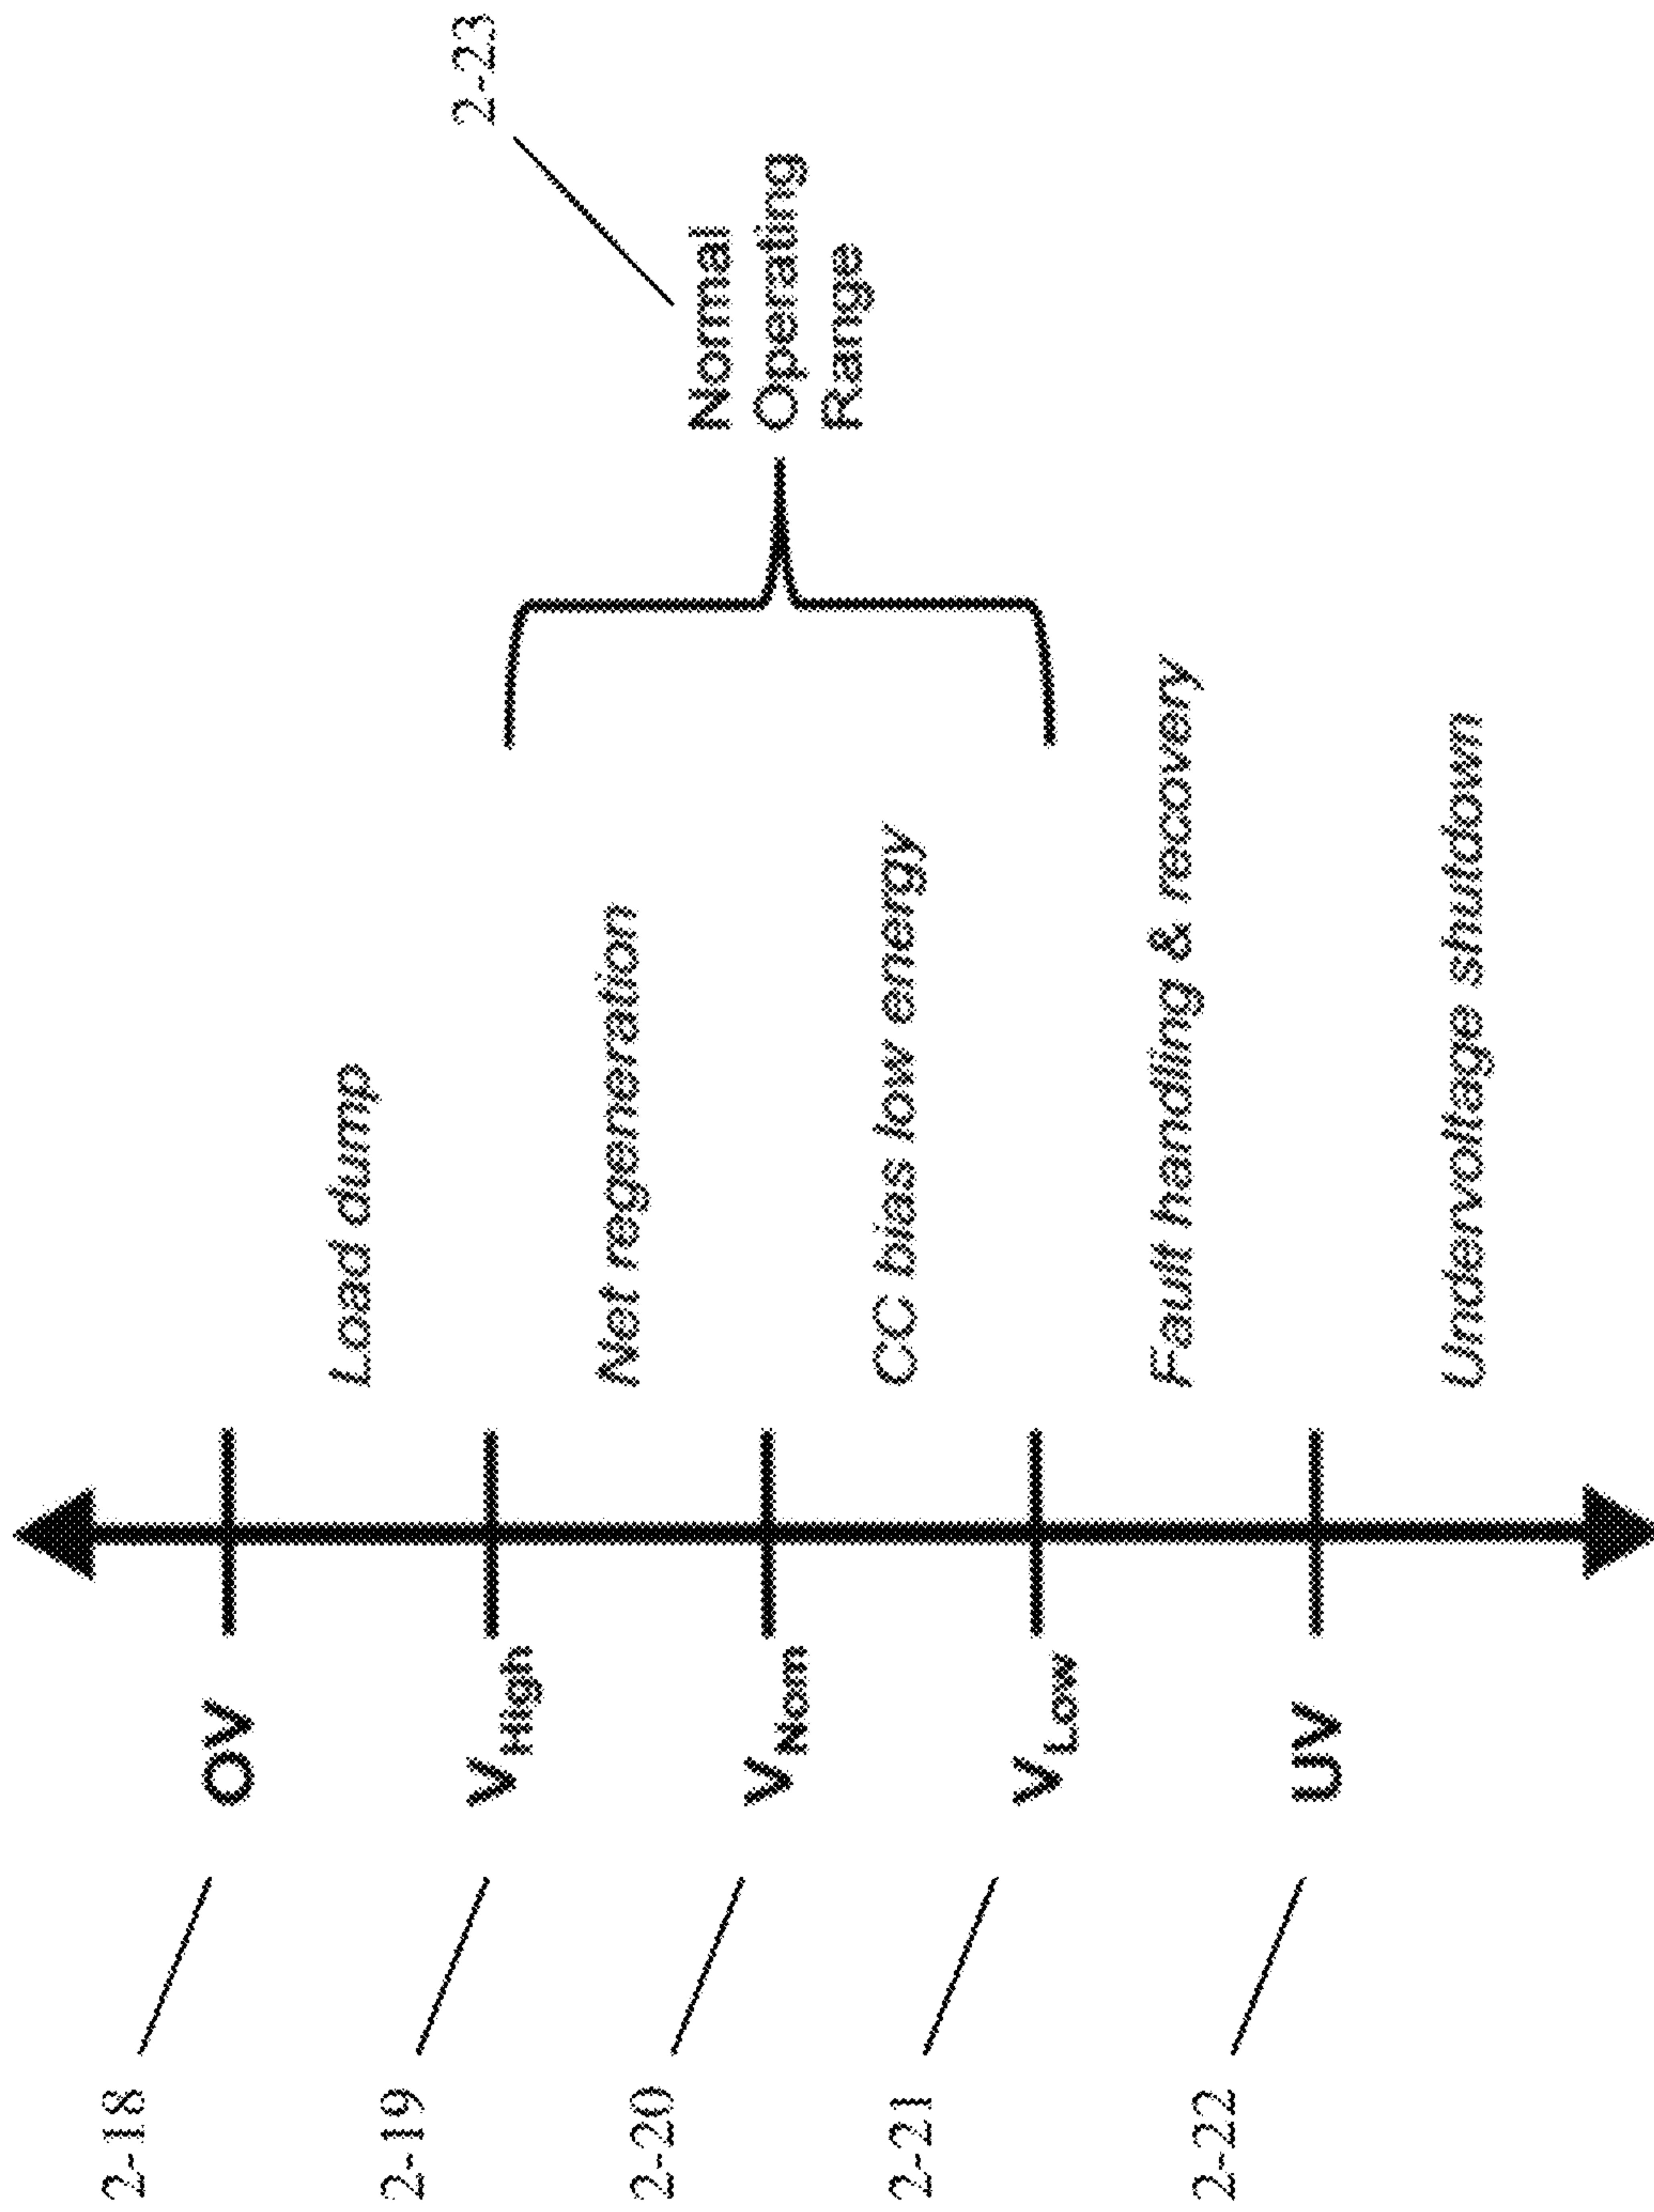 2-18
OV
Load dump
2-19
VHigh
Net regeneration
2-20
VNom
CC bias low energy
2-21
VLow
Fault handling & recovery
2-22
UV
Undervoltage shutdown
2-23
Normal
Operating
Range